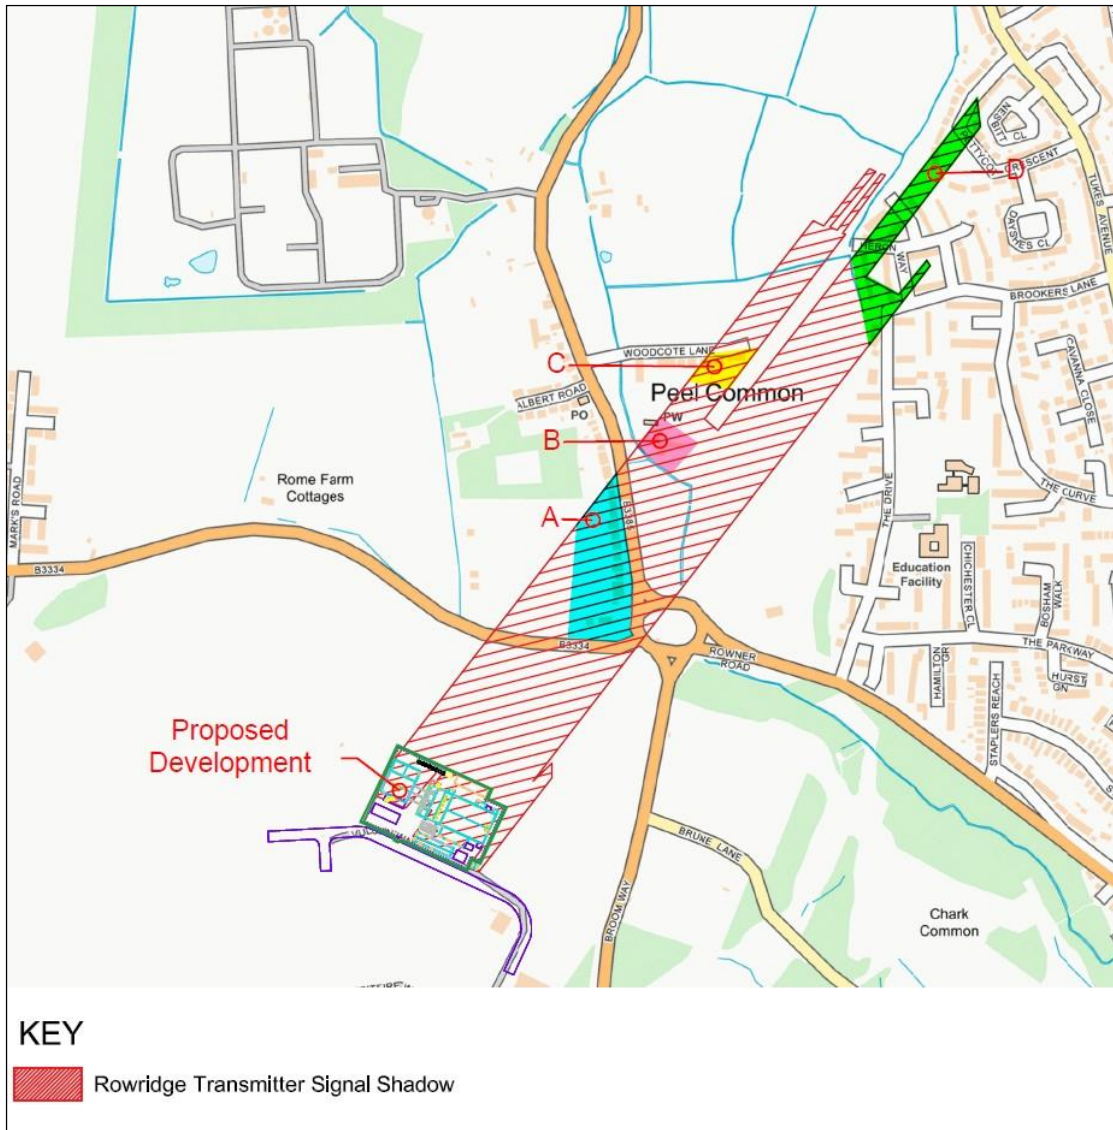 NESBITT
CL
PETTYCOT
CRESCENT
D
DAYSHES CL
TUKES AVENUE
HERON
WAY
BROOKERS LANE
WOODCOTE LANE
C
Peel Common
ALBERT ROAD
PO
PW
CAVANNA CLOSE
B
MARK'S ROAD
Rome Farm
Cottages
THE DRIVE
THE CURVE
A
B3385
Education
Facility
CHICHESTER CL
BOSHAM
WALK
B3334
B3334
ROWNER
ROAD
THE PARKWAY
HAMILTON
GR
HURST
GN
STAPLERS REACH
Proposed
Development
BRUNE LANE
BROOM WAY
Chark
Common
KEY
Rowridge Transmitter Signal Shadow